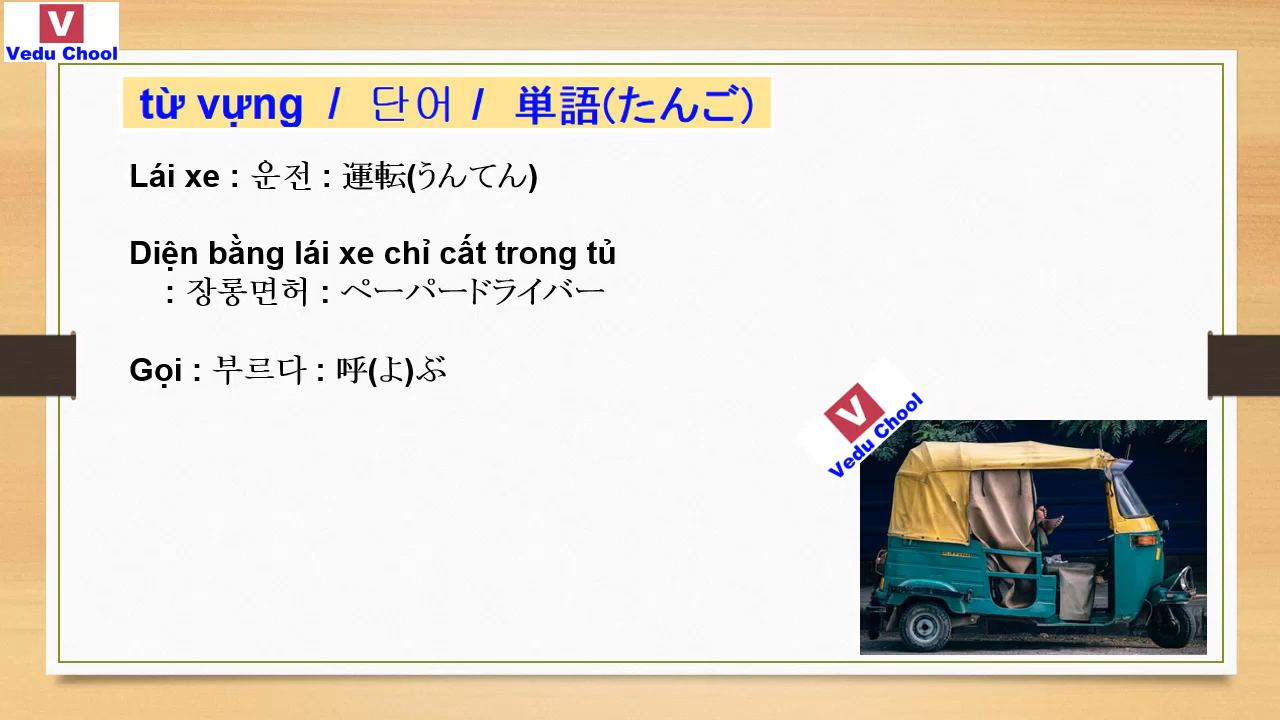 V
Vedu Chool
từ vựng / 단어 / 単語(たんご)
Lái xe : 운전 : 運転(うんてん)
Diện bằng lái xe chỉ cất trong tủ
: 장롱면허 : ペーパードライバー
Gọi : 부르다 : 呼(よ)ぶ
V
Vedu Chool